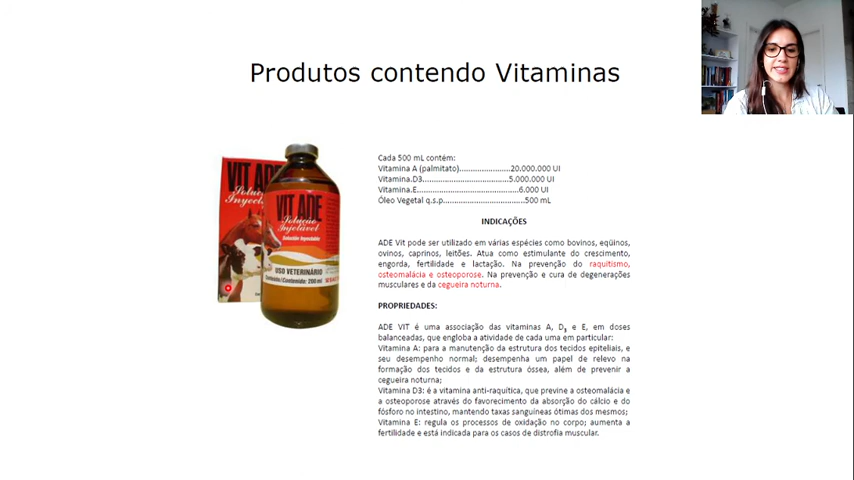 Produtos contendo Vitaminas
VIT ADE
Solução
Injetável
Solución Inyectable
USO VETERINÁRIO
Cada 500 mL contém:
Vitamina A (palmitato)......................20.000.000 UI
Vitamina.D3.....................................5.000.000 UI
Vitamina.E............................................6.000 UI
Óleo Vegetal q.s.p...................................500 mL
INDICAÇÕES
ADE Vit pode ser utilizado em várias espécies como bovinos, eqüinos,
ovinos, caprinos, leitões. Atua como estimulante do crescimento,
engorda, fertilidade e lactação. Na prevenção do raquitismo,
osteomalácia e osteoporose. Na prevenção e cura de degenerações
musculares e da cegueira noturna.
PROPRIEDADES:
ADE VIT é uma associação das vitaminas A, D3 e E, em doses
balanceadas, que engloba a atividade de cada uma em particular:
Vitamina A: para a manutenção da estrutura dos tecidos epiteliais, e
seu desempenho normal; desempenha um papel de relevo na
formação dos tecidos e da estrutura óssea, além de prevenir a
cegueira noturna;
Vitamina D3: é a vitamina anti-raquítica, que previne a osteomalácia e
a osteoporose através do favorecimento da absorção do cálcio e do
fósforo no intestino, mantendo taxas sanguíneas ótimas dos mesmos;
Vitamina E: regula os processos de oxidação no corpo; aumenta a
fertilidade e está indicada para os casos de distrofia muscular.